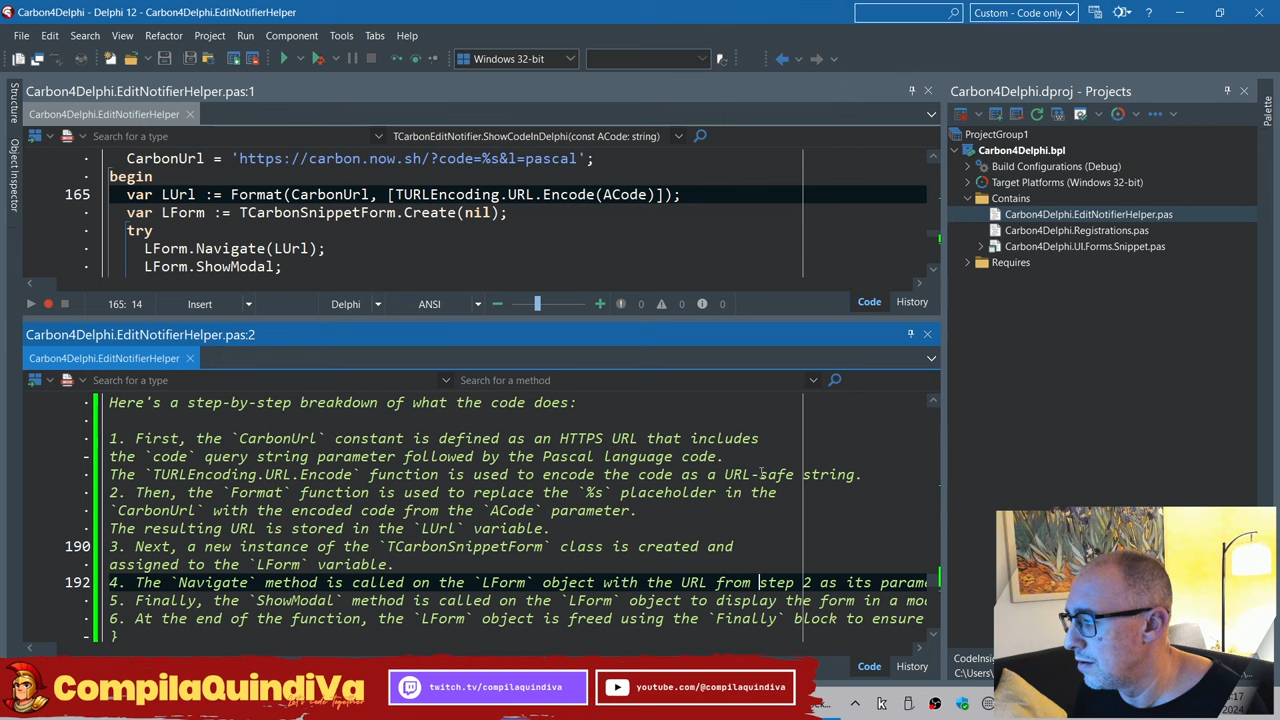 Carbon4Delphi - Delphi 12 - Carbon4Delphi.EditNotifierHelper
Custom - Code only
File Edit Search View Refactor Project Run Component Tools Tabs Help
Windows 32-bit
Structure
Object Inspector
Carbon4Delphi.EditNotifierHelper.pas:1
Carbon4Delphi.EditNotifierHelper
Search for a type
TCarbonEditNotifier.ShowCodeInDelphi(const ACode: string)
CarbonUrl = 'https://carbon.now.sh/?code=%s&l=pascal';
begin
165 var LUrl := Format(CarbonUrl, [TURLEncoding.URL.Encode(ACode)]);
var LForm := TCarbonSnippetForm.Create(nil);
try
LForm.Navigate(LUrl);
LForm.ShowModal;
165: 14 Insert Delphi ANSI 0 0 0 Code History
Carbon4Delphi.EditNotifierHelper.pas:2
Carbon4Delphi.EditNotifierHelper
Search for a type
Search for a method
Here's a step-by-step breakdown of what the code does:
1. First, the `CarbonUrl` constant is defined as an HTTPS URL that includes
the `code` query string parameter followed by the Pascal language code.
The `TURLEncoding.URL.Encode` function is used to encode the code as a URL-safe string.
2. Then, the `Format` function is used to replace the `%s` placeholder in the
`CarbonUrl` with the encoded code from the `ACode` parameter.
The resulting URL is stored in the `LUrl` variable.
190 3. Next, a new instance of the `TCarbonSnippetForm` class is created and
assigned to the `LForm` variable.
192 4. The `Navigate` method is called on the `LForm` object with the URL from step 2 as its parame
5. Finally, the `ShowModal` method is called on the `LForm` object to display the form in a mo
6. At the end of the function, the `LForm` object is freed using the `Finally` block to ensure
}
Code History
Carbon4Delphi.dproj - Projects
Palette
ProjectGroup1
Carbon4Delphi.bpl
Build Configurations (Debug)
Target Platforms (Windows 32-bit)
Contains
Carbon4Delphi.EditNotifierHelper.pas
Carbon4Delphi.Registrations.pas
Carbon4Delphi.UI.Forms.Snippet.pas
Requires
CompilaQuindiVa
Let's Code Together
twitch.tv/compilaquindiva
youtube.com/@compilaquindiva